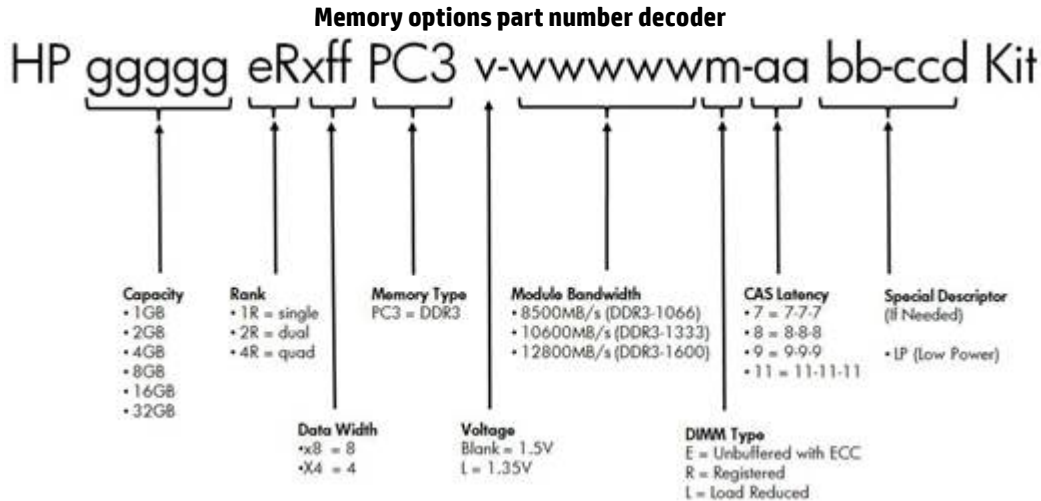 Memory options part number decoder
HP ggggg eRxff PC3 v-wwwwwm-aa bb-ccd Kit
Capacity
• 1GB
• 2GB
• 4GB
• 8GB
• 16GB
• 32GB
Rank
• 1R = single
• 2R = dual
• 4R = quad
Memory Type
PC3 = DDR3
Module Bandwidth
• 8500MB/s (DDR3-1066)
• 10600MB/s (DDR3-1333)
• 12800MB/s (DDR3-1600)
CAS Latency
• 7 = 7-7-7
• 8 = 8-8-8
• 9 = 9-9-9
• 11 = 11-11-11
Special Descriptor
(If Needed)
• LP (Low Power)
Data Width
•x8 = 8
•X4 = 4
Voltage
Blank = 1.5V
L = 1.35V
DIMM Type
E = Unbuffered with ECC
R = Registered
L = Load Reduced